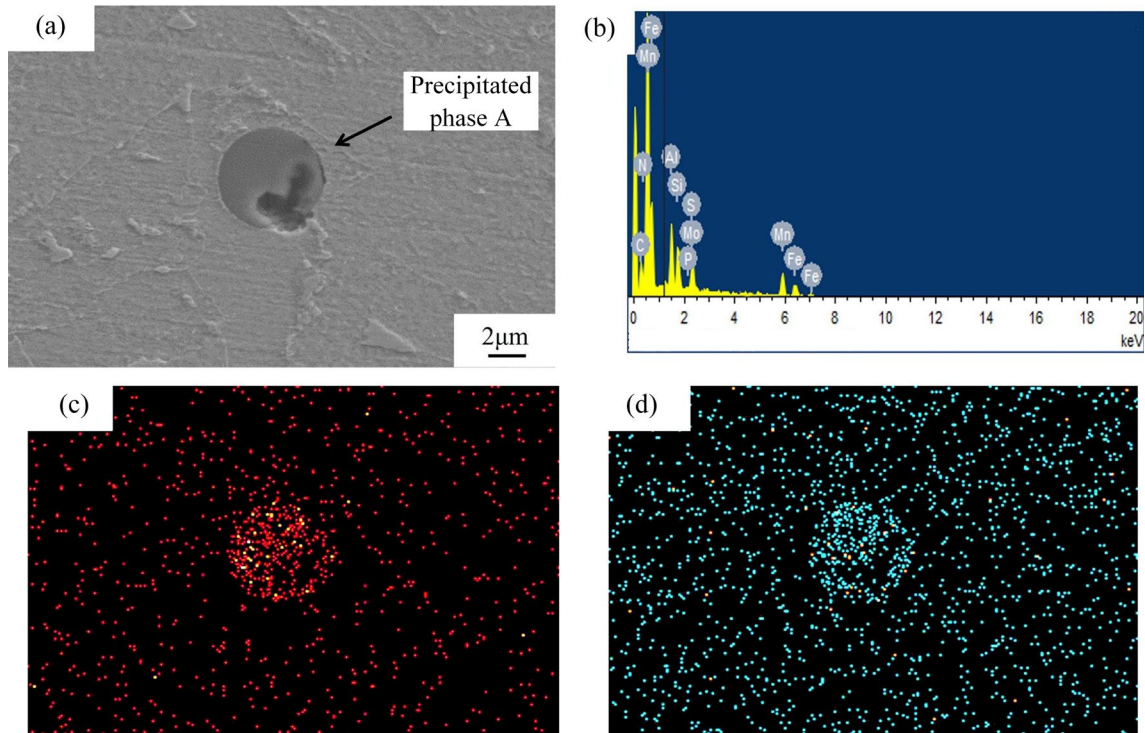 (a)
Precipitated
phase A
2μm
(b)
Fe
Mn
N
Al
Si
C
S
Mo
P
Mn
Fe
Fe
0 2 4 6 8 10 12 14 16 18 20
keV
(c)
(d)